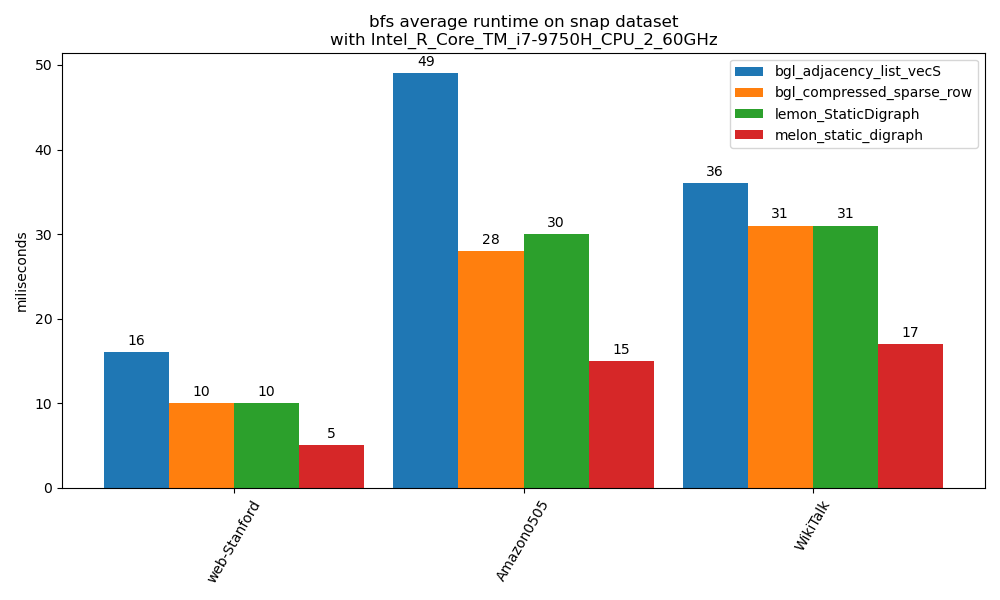 bfs average runtime on snap dataset
with Intel_R_Core_TM_i7-9750H_CPU_2_60GHz
bgl_adjacency_list_vecS
bgl_compressed_sparse_row
lemon_StaticDigraph
melon_static_digraph
miliseconds
50
40
30
20
10
0
16
10
10
5
49
28
30
15
36
31
31
17
web-Stanford
Amazon0505
WikiTalk